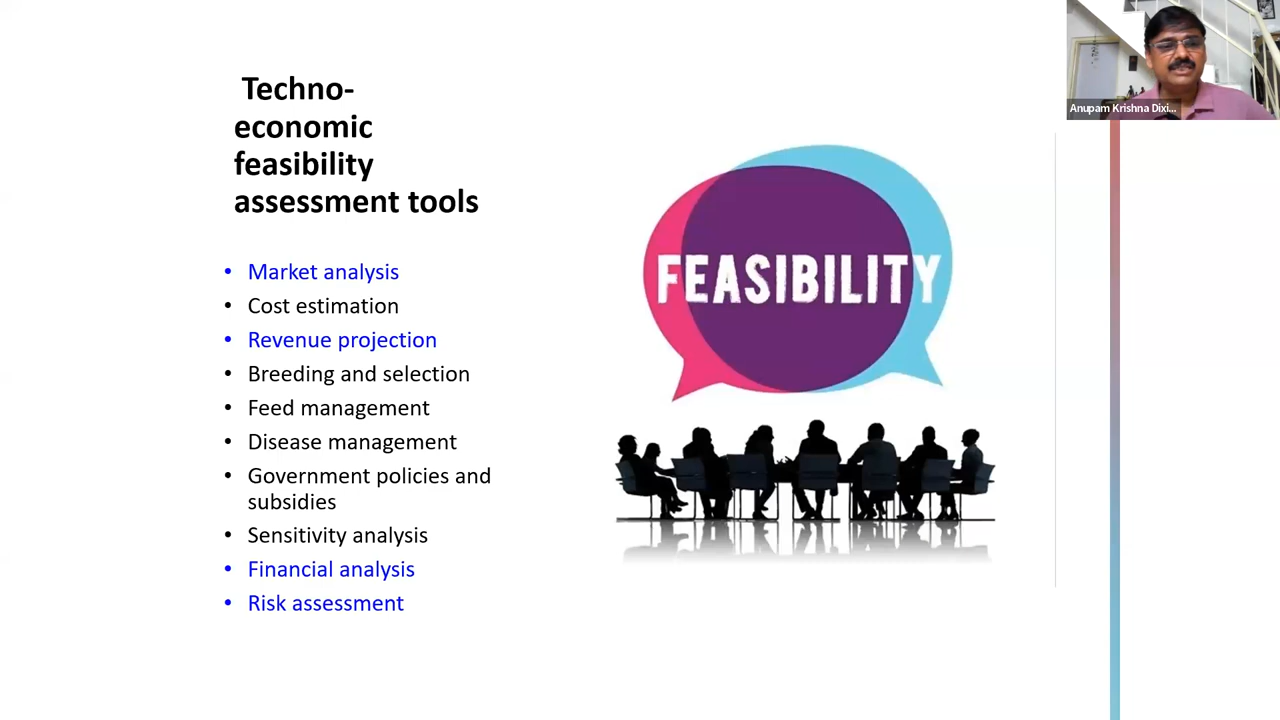 Techno-
economic
feasibility
assessment tools
• Market analysis
• Cost estimation
• Revenue projection
• Breeding and selection
• Feed management
• Disease management
• Government policies and
subsidies
• Sensitivity analysis
• Financial analysis
• Risk assessment
FEASIBILITY
Anupam Krishna Dixi...